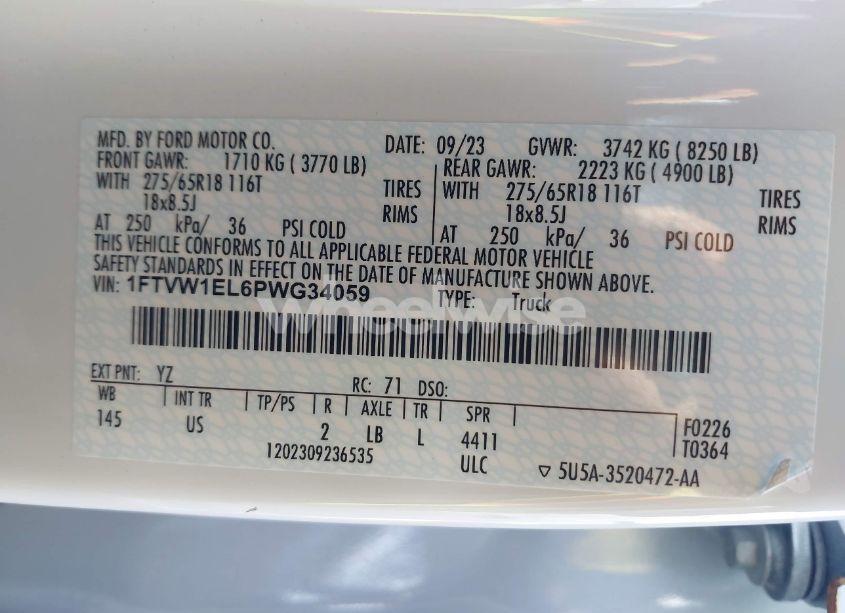 MFD. BY FORD MOTOR CO. DATE: 09/23 GVWR: 3742 KG ( 8250 LB)
FRONT GAWR: 1710 KG ( 3770 LB) REAR GAWR: 2223 KG ( 4900 LB)
WITH 275/65R18 116T TIRES WITH 275/65R18 116T TIRES
18x8.5J RIMS 18x8.5J RIMS
AT 250 kPa/ 36 PSI COLD AT 250 kPa/ 36 PSI COLD
THIS VEHICLE CONFORMS TO ALL APPLICABLE FEDERAL MOTOR VEHICLE
SAFETY STANDARDS IN EFFECT ON THE DATE OF MANUFACTURE SHOWN ABOVE.
VIN: 1FTVW1EL6PWG34059 TYPE: Truck
Wheelwise
EXT PNT: YZ RC: 71 DSO:
WB INT TR TP/PS R AXLE TR SPR
145 US 2 LB L 4411 F0226
1202309236535 ULC T0364
5U5A-3520472-AA